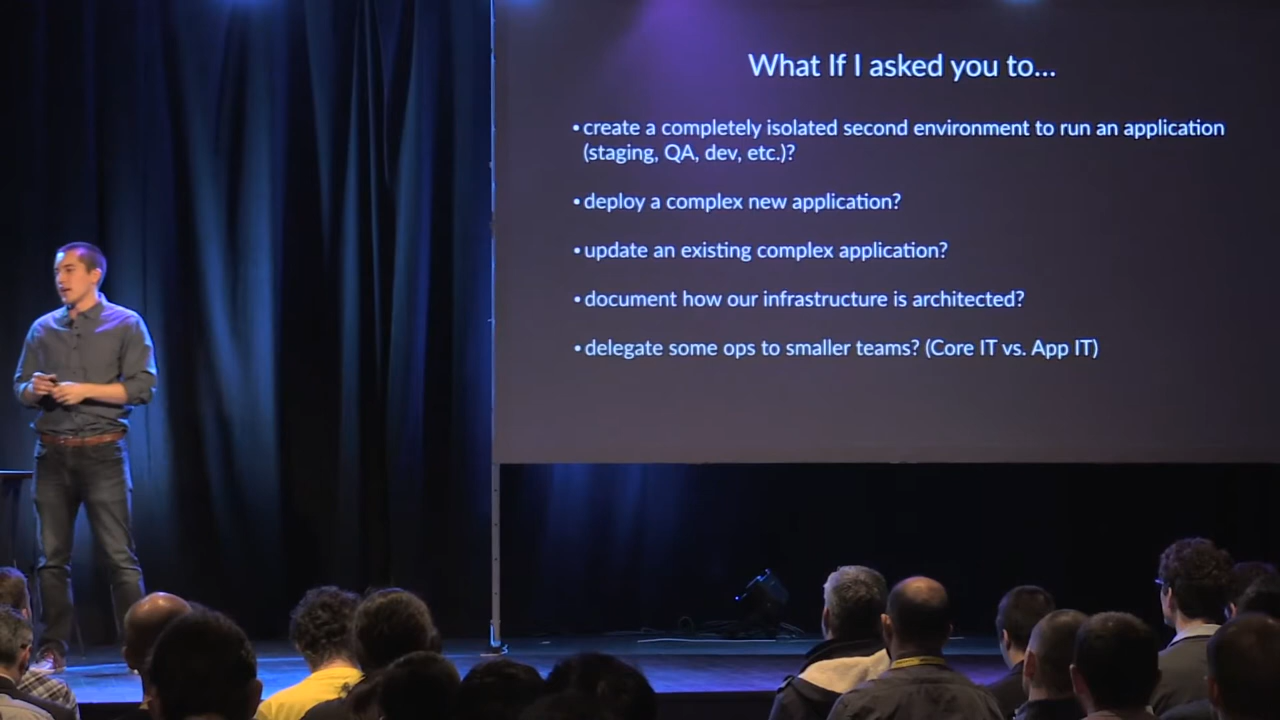 What If I asked you to...
• create a completely isolated second environment to run an application
(staging, QA, dev, etc.)?
• deploy a complex new application?
• update an existing complex application?
• document how our infrastructure is architected?
• delegate some ops to smaller teams? (Core IT vs. App IT)